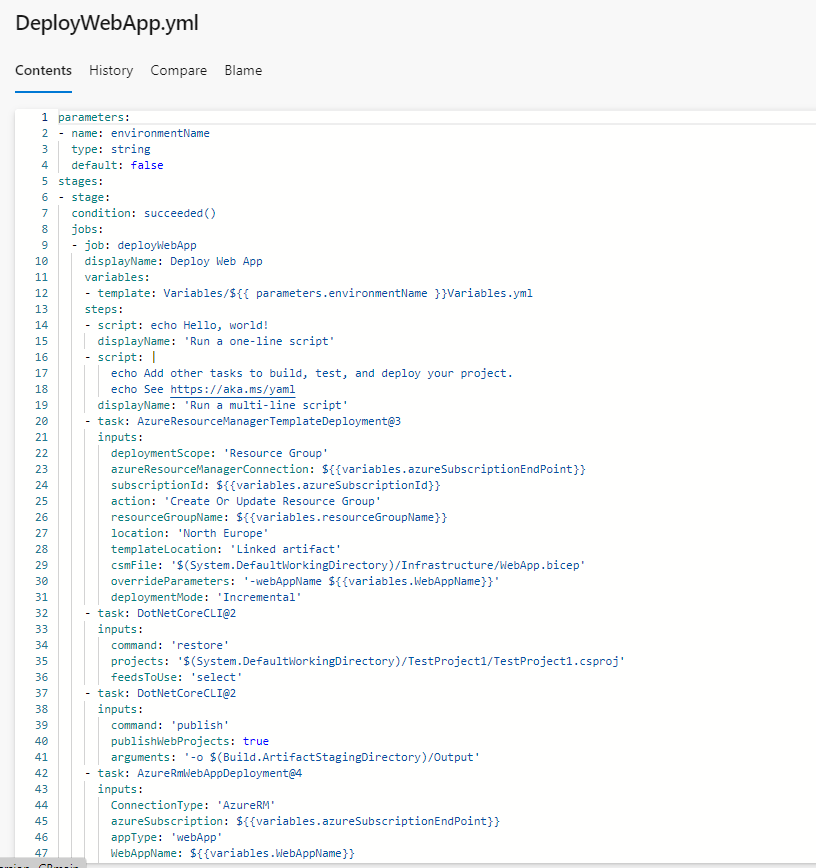 DeployWebApp.yml
Contents History Compare Blame
1 parameters:
2 - name: environmentName
3 type: string
4 default: false
5 stages:
6 - stage:
7 condition: succeeded()
8 jobs:
9 - job: deployWebApp
10 displayName: Deploy Web App
11 variables:
12 - template: Variables/${{ parameters.environmentName }}Variables.yml
13 steps:
14 - script: echo Hello, world!
15 displayName: 'Run a one-line script'
16 - script: |
17 echo Add other tasks to build, test, and deploy your project.
18 echo See https://aka.ms/yaml
19 displayName: 'Run a multi-line script'
20 - task: AzureResourceManagerTemplateDeployment@3
21 inputs:
22 deploymentScope: 'Resource Group'
23 azureResourceManagerConnection: ${{variables.azureSubscriptionEndPoint}}
24 subscriptionId: ${{variables.azureSubscriptionId}}
25 action: 'Create Or Update Resource Group'
26 resourceGroupName: ${{variables.resourceGroupName}}
27 location: 'North Europe'
28 templateLocation: 'Linked artifact'
29 csmFile: '$(System.DefaultWorkingDirectory)/Infrastructure/WebApp.bicep'
30 overrideParameters: '-webAppName ${{variables.WebAppName}}'
31 deploymentMode: 'Incremental'
32 - task: DotNetCoreCLI@2
33 inputs:
34 command: 'restore'
35 projects: '$(System.DefaultWorkingDirectory)/TestProject1/TestProject1.csproj'
36 feedsToUse: 'select'
37 - task: DotNetCoreCLI@2
38 inputs:
39 command: 'publish'
40 publishWebProjects: true
41 arguments: '-o $(Build.ArtifactStagingDirectory)/Output'
42 - task: AzureRmWebAppDeployment@4
43 inputs:
44 ConnectionType: 'AzureRM'
45 azureSubscription: ${{variables.azureSubscriptionEndPoint}}
46 appType: 'webApp'
47 WebAppName: ${{variables.WebAppName}}